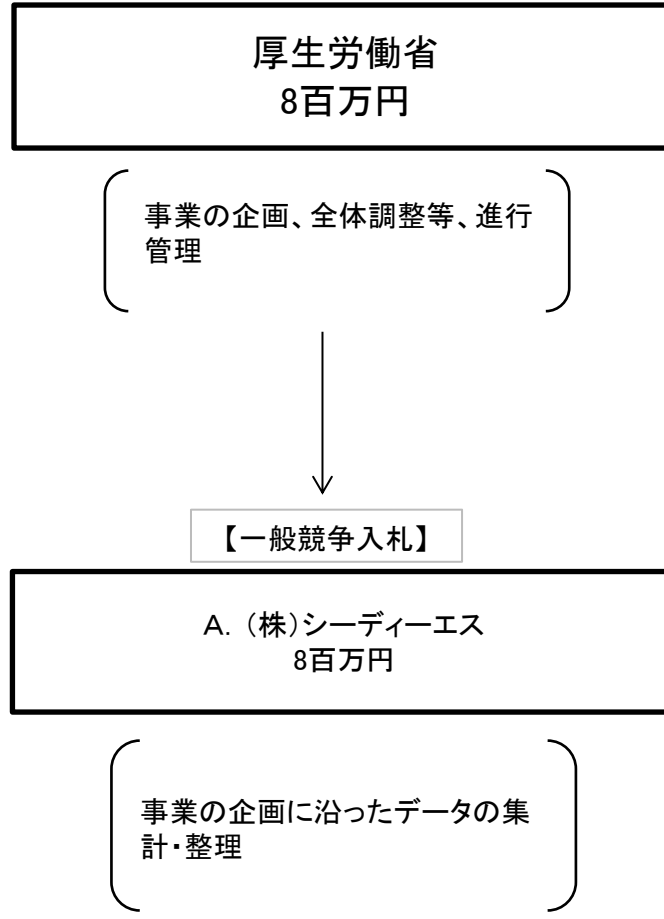 厚生労働省
8百万円
事業の企画、全体調整等、進行
管理
【一般競争入札】
A.（株）シーディーエス
8百万円
事業の企画に沿ったデータの集
計・整理